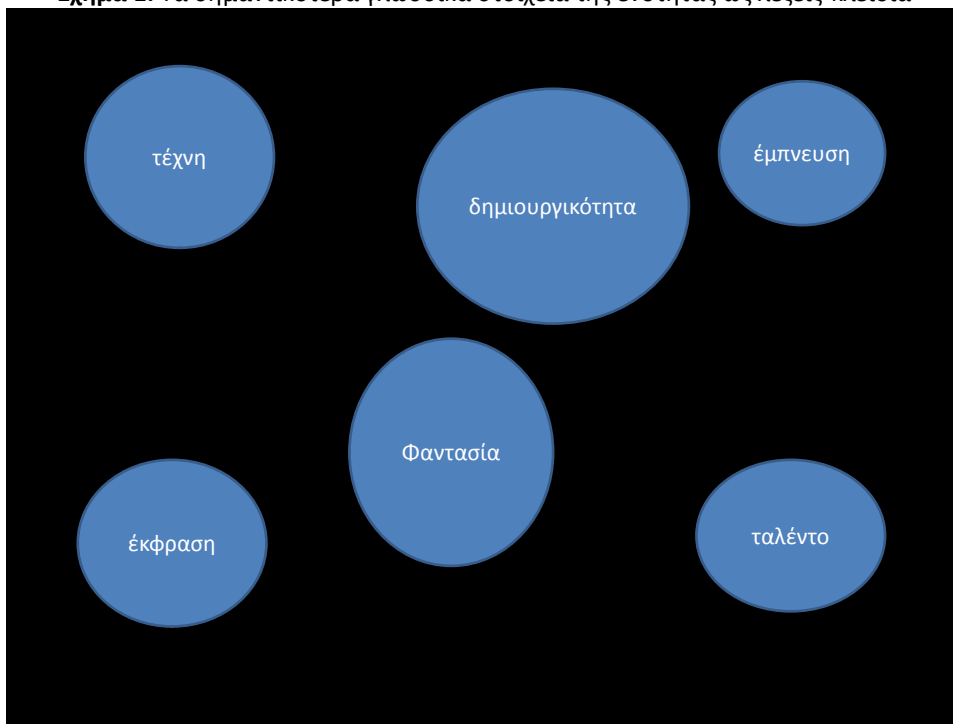 τέχνη
δημιουργικότητα
έμπνευση
Φαντασία
έκφραση
ταλέντο